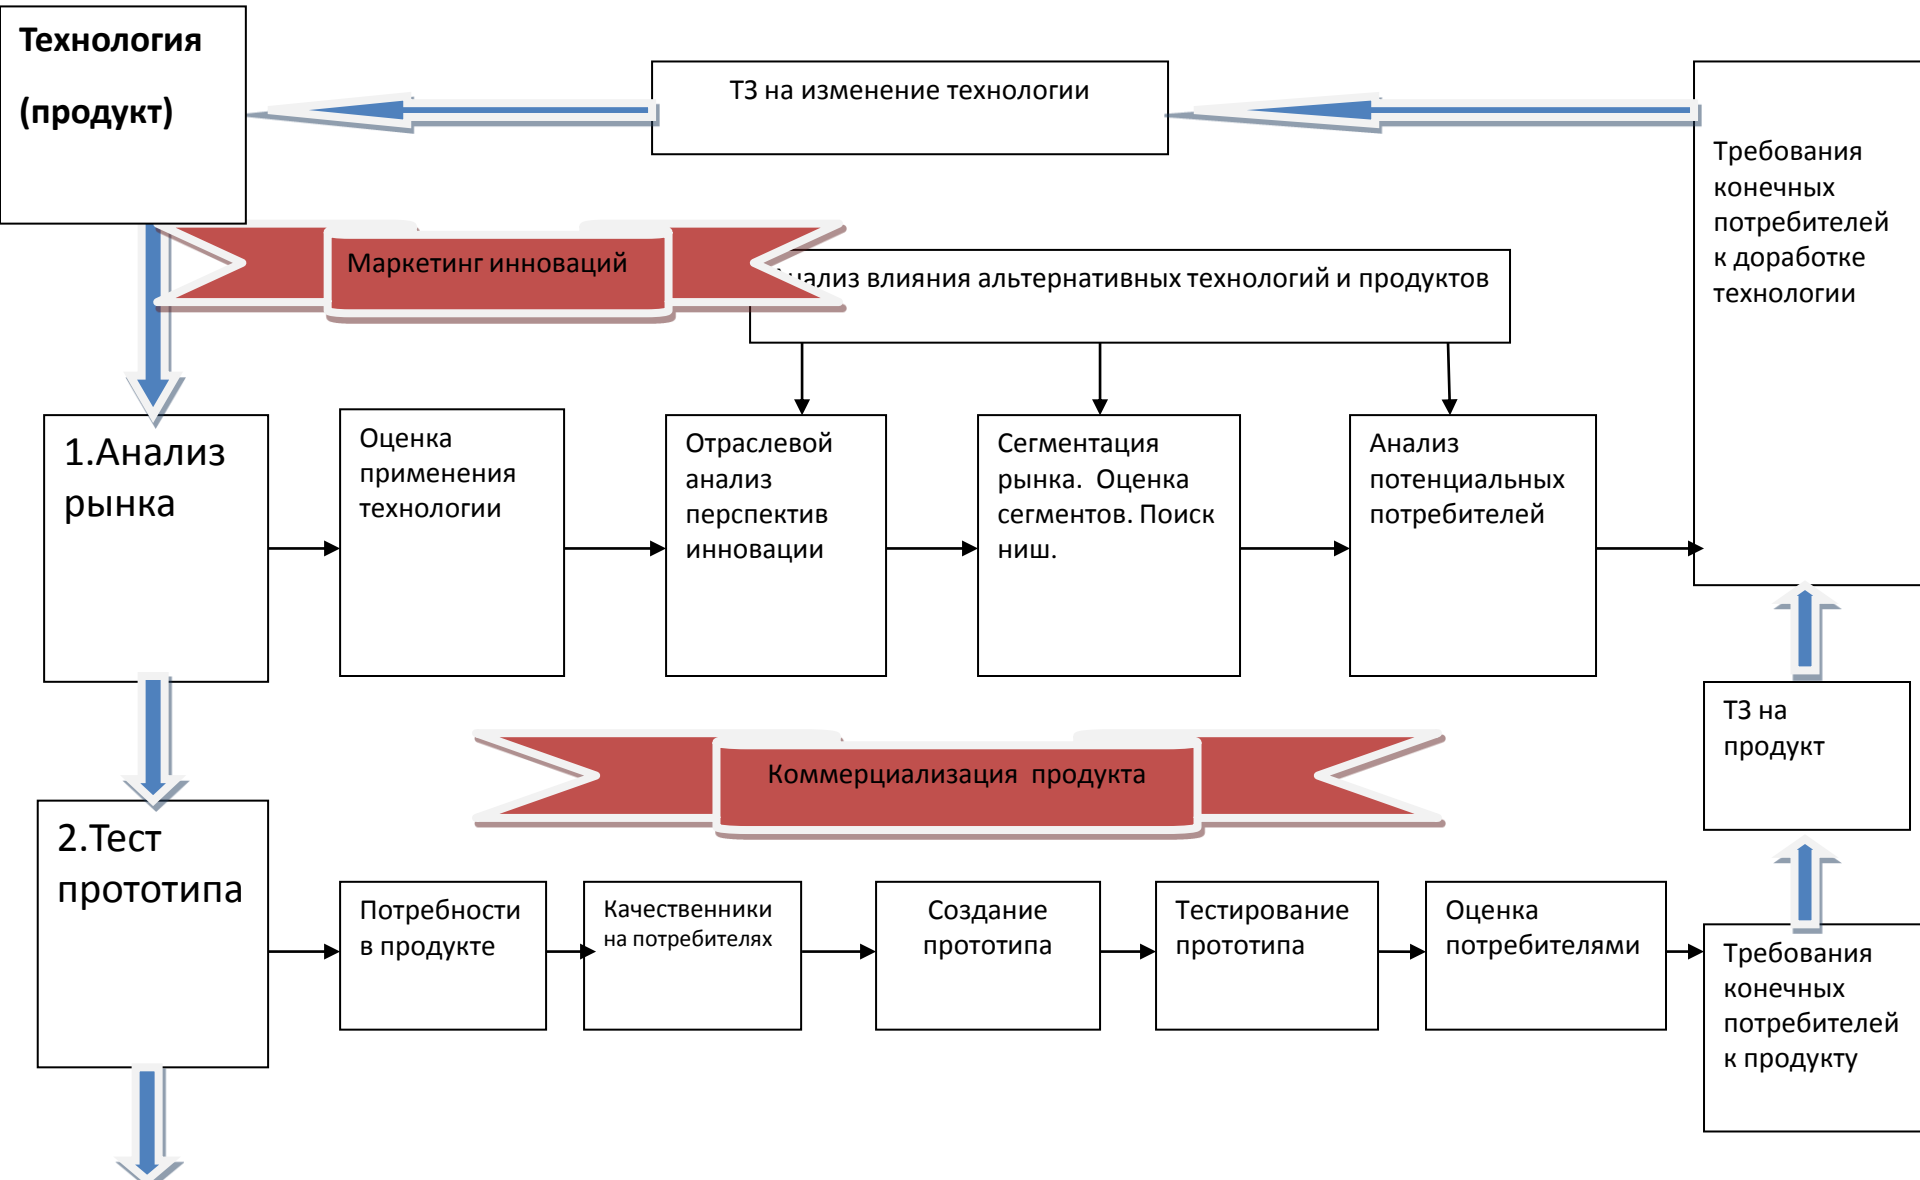 Технология
(продукт)
ТЗ на изменение технологии
Требования
конечных
потребителей
к доработке
технологии
Маркетинг инноваций
влияния альтернативных технологий и продуктов
1.Анализ
рынка
Оценка
применения
технологии
Отраслевой
анализ
перспектив
инновации
Сегментация
рынка.  Оценка
сегментов. Поиск
ниш.
Анализ
потенциальных
потребителей
ТЗ на
продукт
Коммерциализация  продукта
2.Тест
прототипа
Потребности
в продукте
Качественники
на потребителях
Создание
прототипа
Тестирование
прототипа
Оценка
потребителями
Требования
конечных
потребителей
к продукту